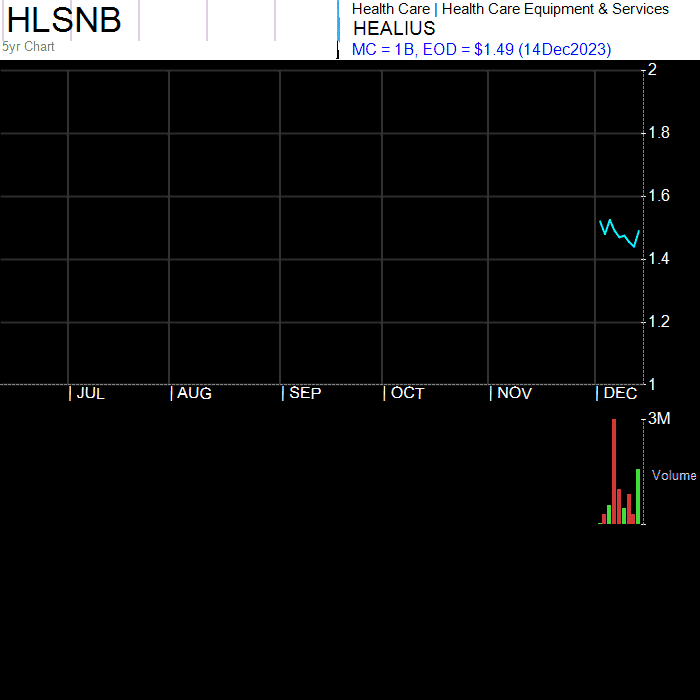 HLSNB
5yr Chart
Health Care | Health Care Equipment & Services
HEALIUS
MC = 1B, EOD = $1.49 (14Dec2023)
2
1.8
1.6
1.4
1.2
1
| JUL | AUG | SEP | OCT | NOV | DEC
3M
Volume